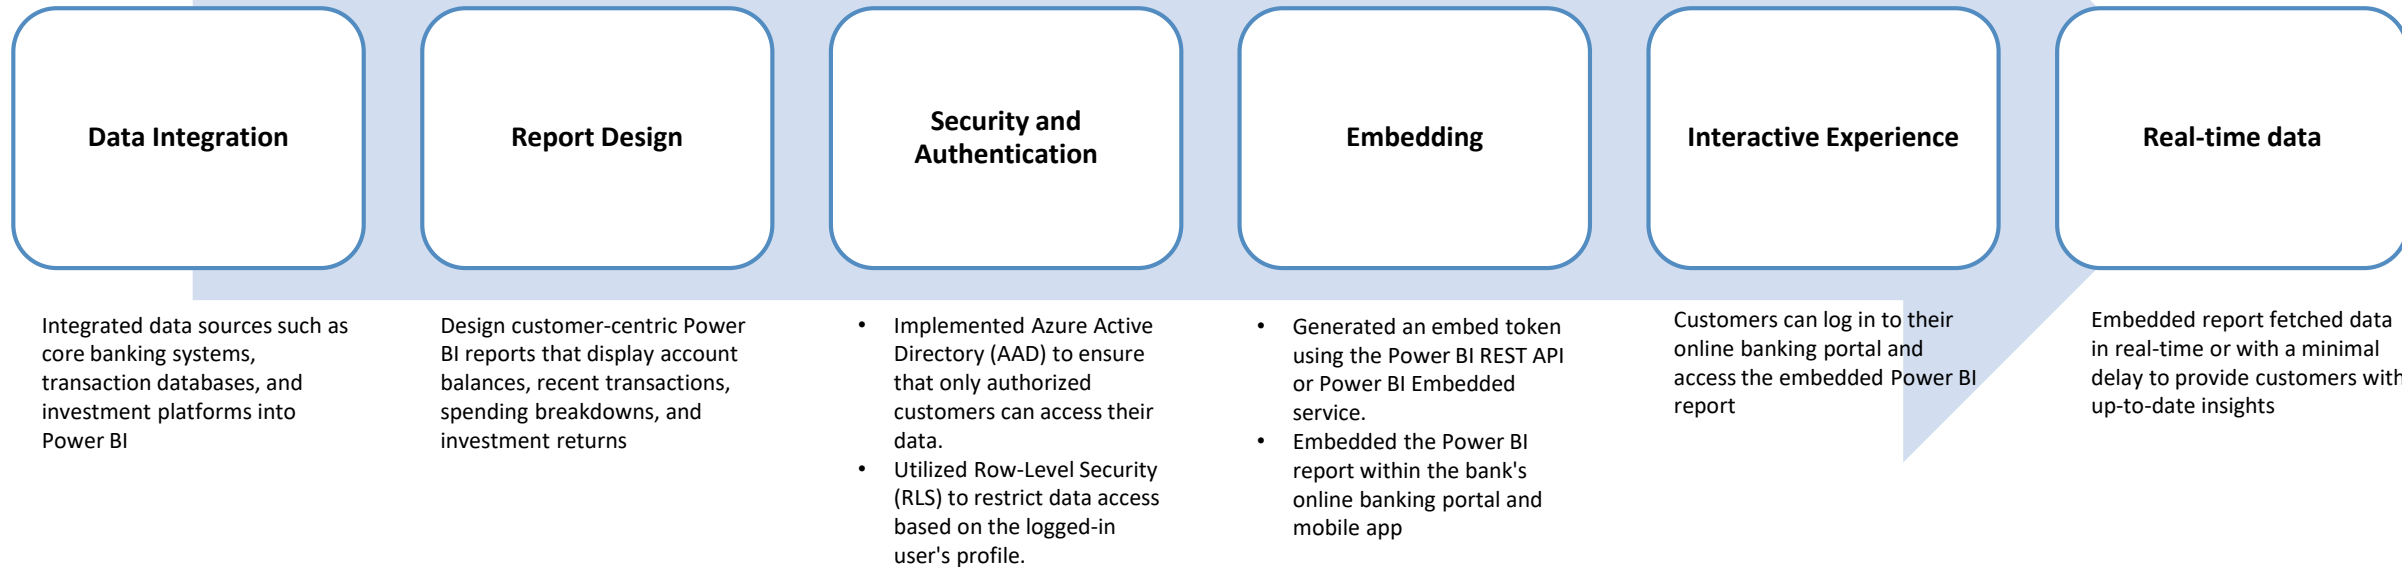 Data Integration
Report Design
Security and
Authentication
Embedding
Interactive Experience
Real-time data
Integrated data sources such as
core banking systems,
transaction databases, and
investment platforms into
Power BI
Design customer-centric Power
BI reports that display account
balances, recent transactions,
spending breakdowns, and
investment returns
• Implemented Azure Active
Directory (AAD) to ensure
that only authorized
customers can access their
data.
• Utilized Row-Level Security
(RLS) to restrict data access
based on the logged-in
user's profile.
• Generated an embed token
using the Power BI REST API
or Power BI Embedded
service.
• Embedded the Power BI
report within the bank's
online banking portal and
mobile app
Customers can log in to their
online banking portal and
access the embedded Power BI
report
Embedded report fetched data
in real-time or with a minimal
delay to provide customers with
up-to-date insights